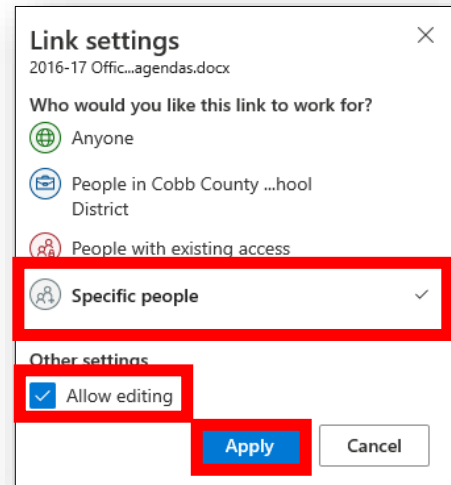 Link settings
2016-17 Offic...agendas.docx
Who would you like this link to work for?
Anyone
People in Cobb County ...hool
District
People with existing access
Specific people
Other settings
Allow editing
Apply Cancel